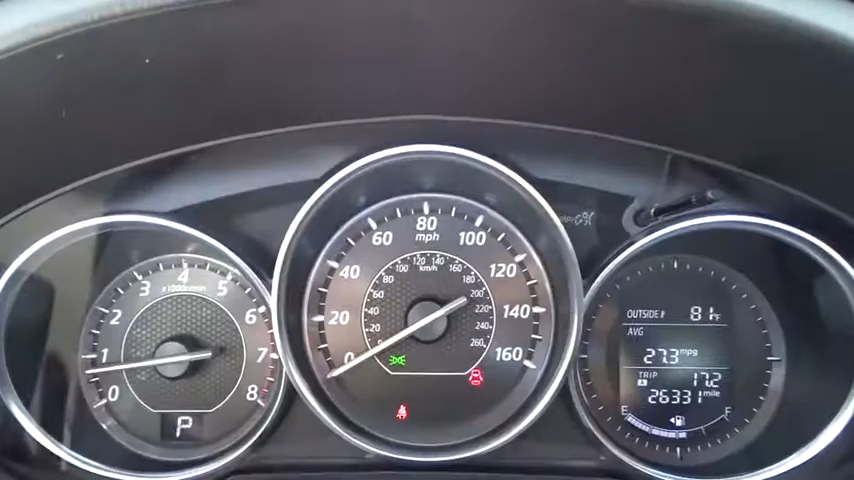 0 1 2 3 4 5 6 7 8
x1000r/min
P
0 20 40 60 80 100 120 140 160
mph
20 40 60 80 100 120 140 160 180 200 220 240 260
km/h
OUTSIDE 81°F
AVG
27.3 mpg
TRIP A 17.2
26331 mile
E F